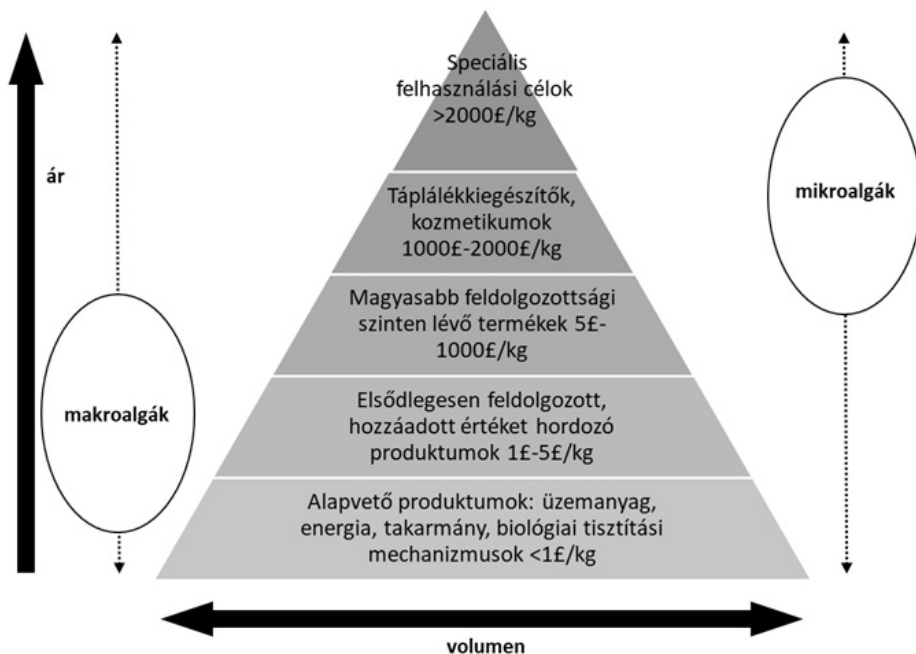 Speciális
felhasználási célok
>2000£/kg
ár
mikroalgák
Táplálékkiegészítők,
kozmetikumok
1000£-2000£/kg
Magyasabb feldolgozottsági
szinten lévő termékek 5£-
1000£/kg
makroalgák
Elsődlegesen feldolgozott,
hozzáadott értéket hordozó
produktumok 1£-5£/kg
Alapvető produktumok: üzemanyag,
energia, takarmány, biológiai tisztítási
mechanizmusok <1£/kg
volumen